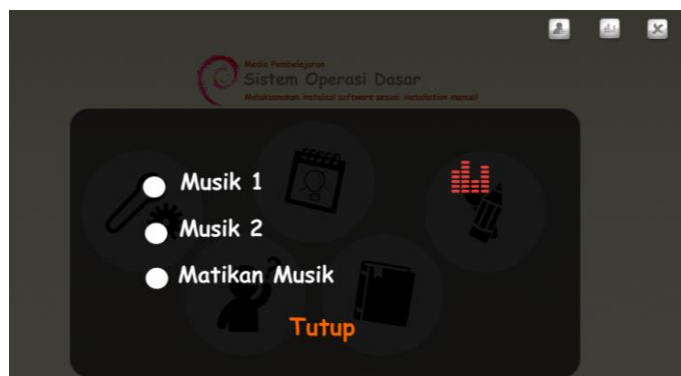 Media Pembelajaran
Sistem Operasi Dasar
Melaksanakan instalasi software sesuai installation manual
Musik 1
Musik 2
Matikan Musik
Tutup